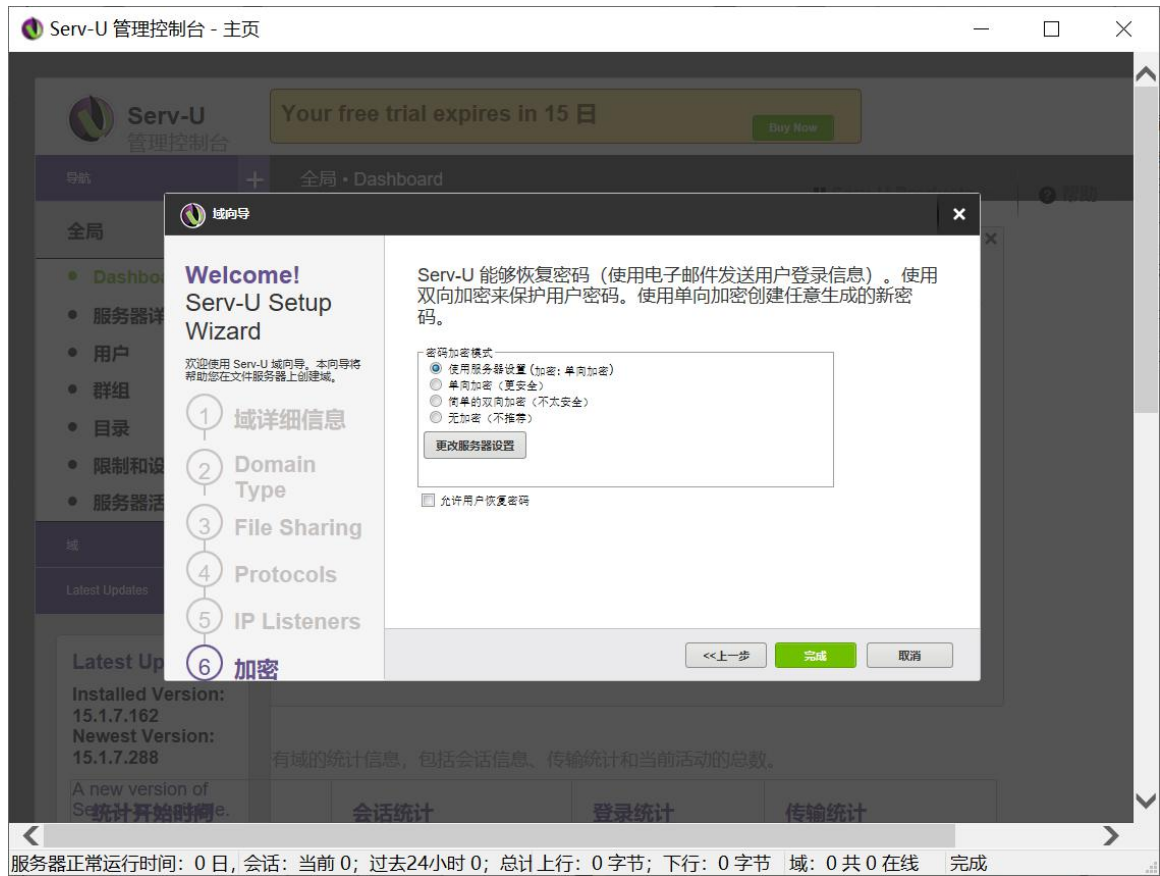 Serv-U 管理控制台 - 主页
Serv-U
管理控制台
Your free trial expires in 15 日
Buy Now
导航
全局 • Dashboard
帮助
全局
Dashbo
服务器详
用户
群组
目录
限制和设
服务器活
域
Latest Updates
Latest Up
Installed Version:
15.1.7.162
Newest Version:
15.1.7.288
A new version of
域向导
Welcome!
Serv-U Setup
Wizard
欢迎使用 Serv-U 域向导。本向导将
帮助您在文件服务器上创建域。
1 域详细信息
2 Domain
Type
3 File Sharing
4 Protocols
5 IP Listeners
6 加密
Serv-U 能够恢复密码（使用电子邮件发送用户登录信息）。使用
双向加密来保护用户密码。使用单向加密创建任意生成的新密
码。
密码加密模式
使用服务器设置(加密: 单向加密)
单向加密（更安全）
简单的双向加密（不太安全）
无加密（不推荐）
更改服务器设置
允许用户恢复密码
<<上一步
完成
取消
有域的统计信息，包括会话信息、传输统计和当前活动的总数。
统计开始时间
会话统计
登录统计
传输统计
服务器正常运行时间：0 日, 会话：当前 0；过去24小时 0；总计 上行：0 字节；下行：0 字节 域：0 共 0 在线 完成